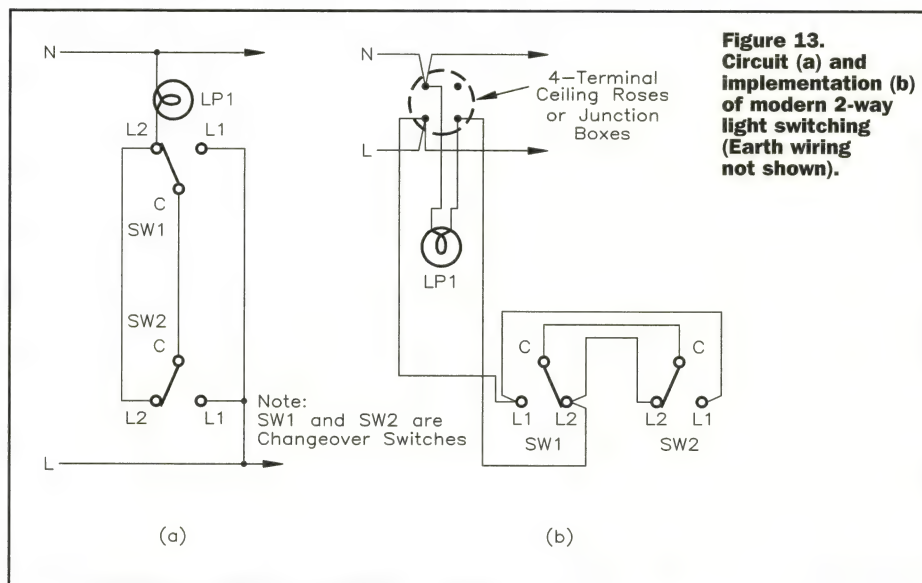 Figure 13.
Circuit (a) and
implementation (b)
of modern 2-way
light switching
(Earth wiring
not shown).
N
LP1
L2 L1
C
SW1
SW2
C
L2 L1
Note:
SW1 and SW2 are
Changeover Switches
L
(a)
N
4-Terminal
Ceiling Roses
or Junction
Boxes
L
LP1
C C
L1 L2 L2 L1
SW1 SW2
(b)